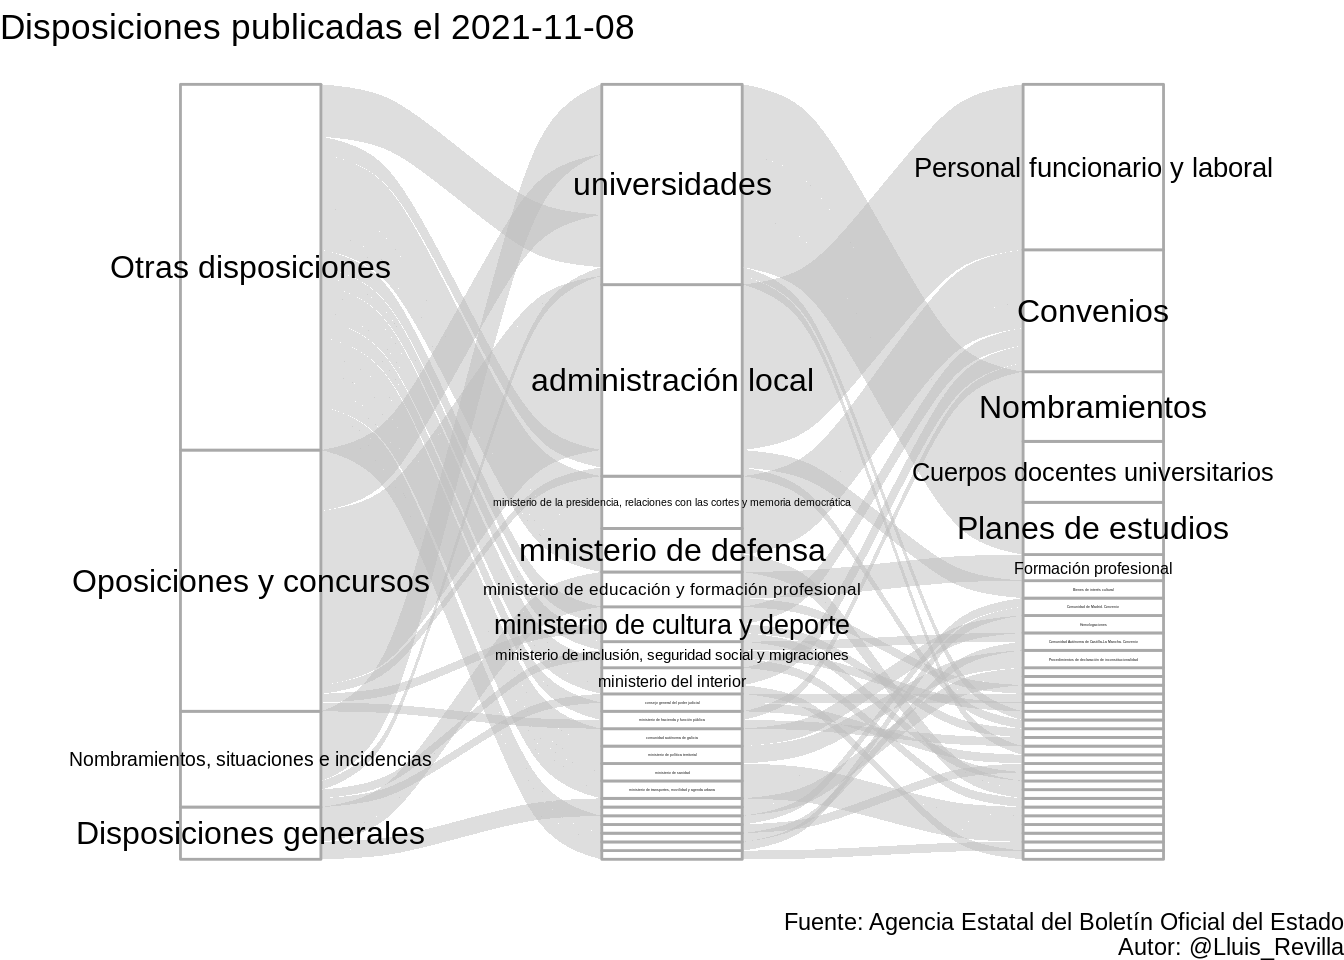 Disposiciones publicadas el 2021-11-08
Otras disposiciones
Oposiciones y concursos
Nombramientos, situaciones e incidencias
Disposiciones generales
universidades
administración local
ministerio de la presidencia, relaciones con las cortes y memoria democrática
ministerio de defensa
ministerio de educación y formación profesional
ministerio de cultura y deporte
ministerio de inclusión, seguridad social y migraciones
ministerio del interior
consejo general del poder judicial
ministerio de hacienda y función pública
comunidad autónoma de galicia
ministerio de política territorial
ministerio de sanidad
ministerio de transportes, movilidad y agenda urbana
Personal funcionario y laboral
Convenios
Nombramientos
Cuerpos docentes universitarios
Planes de estudios
Formación profesional
Bienes de interés cultural
Comunidad de Madrid. Convenio
Homologaciones
Comunidad Autónoma de Castilla-La Mancha. Convenio
Procedimientos de declaración de inconstitucionalidad
Fuente: Agencia Estatal del Boletín Oficial del Estado
Autor: @Lluis_Revilla